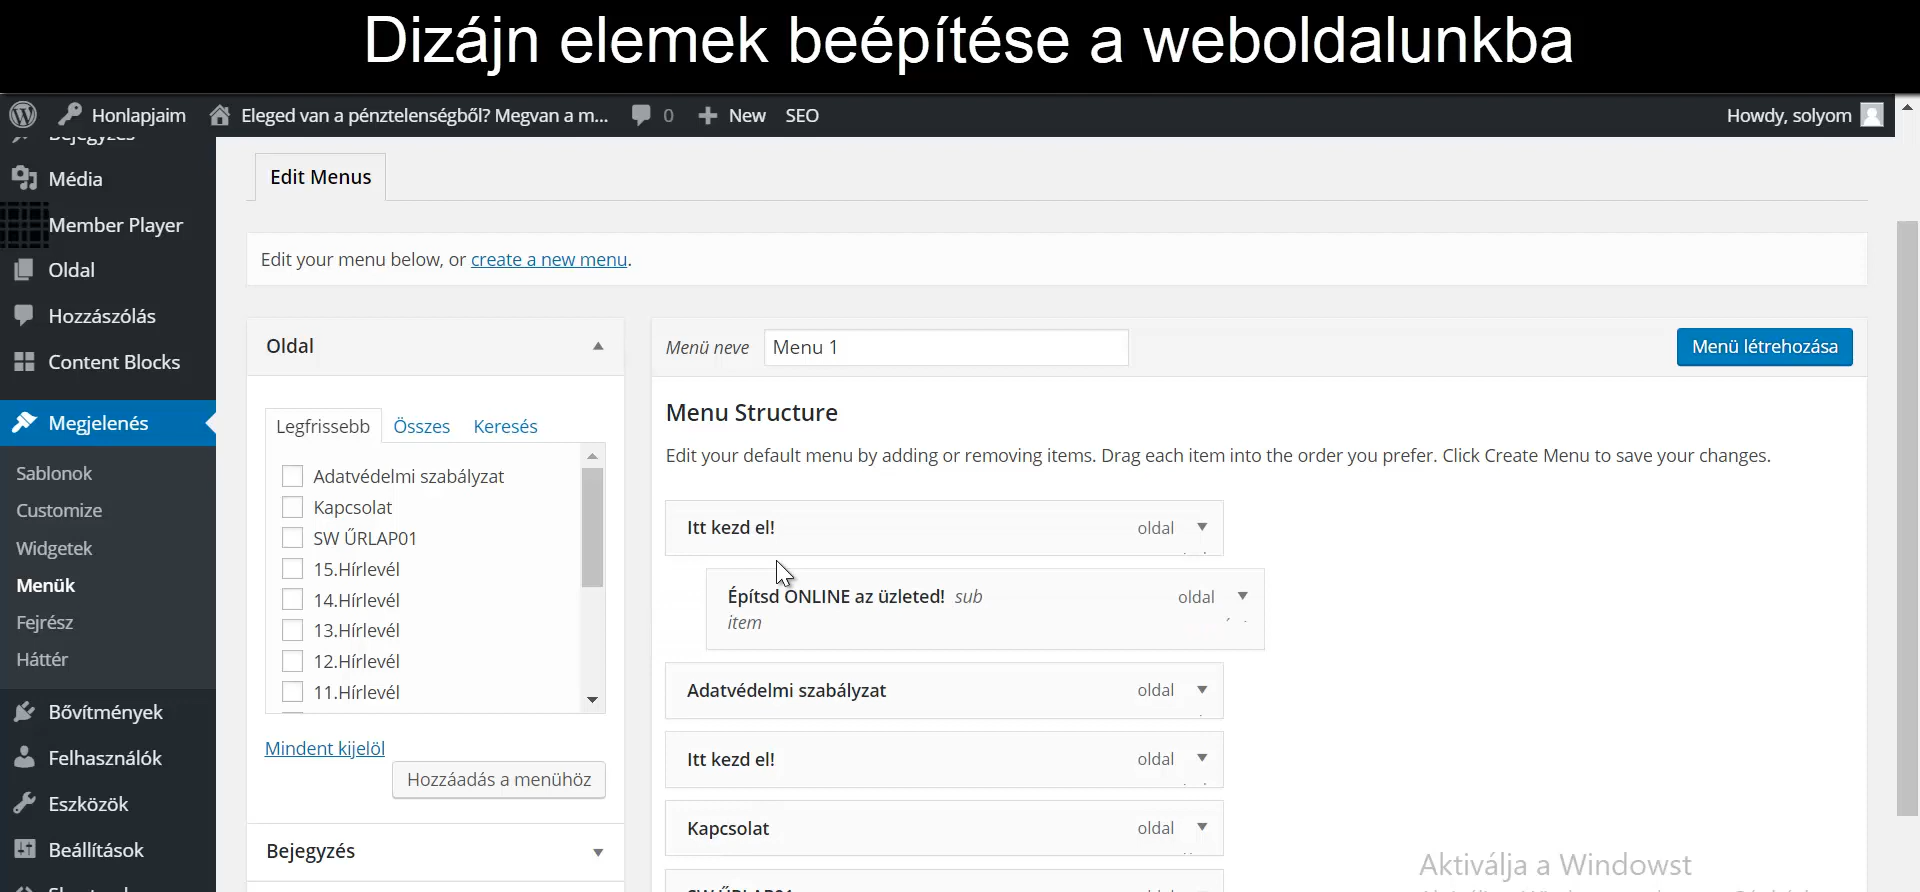 Dizájn elemek beépítése a weboldalunkba
Honlapjaim
Eleged van a pénztelenségből? Megvan a m...
0
New
SEO
Howdy, solyom
Bejegyzés
Média
Member Player
Oldal
Hozzászólás
Content Blocks
Megjelenés
Sablonok
Customize
Widgetek
Menük
Fejrész
Háttér
Bővítmények
Felhasználók
Eszközök
Beállítások
Edit Menus
Edit your menu below, or create a new menu.
Oldal
Legfrissebb
Összes
Keresés
Adatvédelmi szabályzat
Kapcsolat
SW ŰRLAP01
15.Hírlevél
14.Hírlevél
13.Hírlevél
12.Hírlevél
11.Hírlevél
Mindent kijelöl
Hozzáadás a menühöz
Bejegyzés
Menü neve
Menu 1
Menü létrehozása
Menu Structure
Edit your default menu by adding or removing items. Drag each item into the order you prefer. Click Create Menu to save your changes.
Itt kezd el!
oldal
Építsd ONLINE az üzleted! sub
item
oldal
Adatvédelmi szabályzat
oldal
Itt kezd el!
oldal
Kapcsolat
oldal
Aktiválja a Windowst